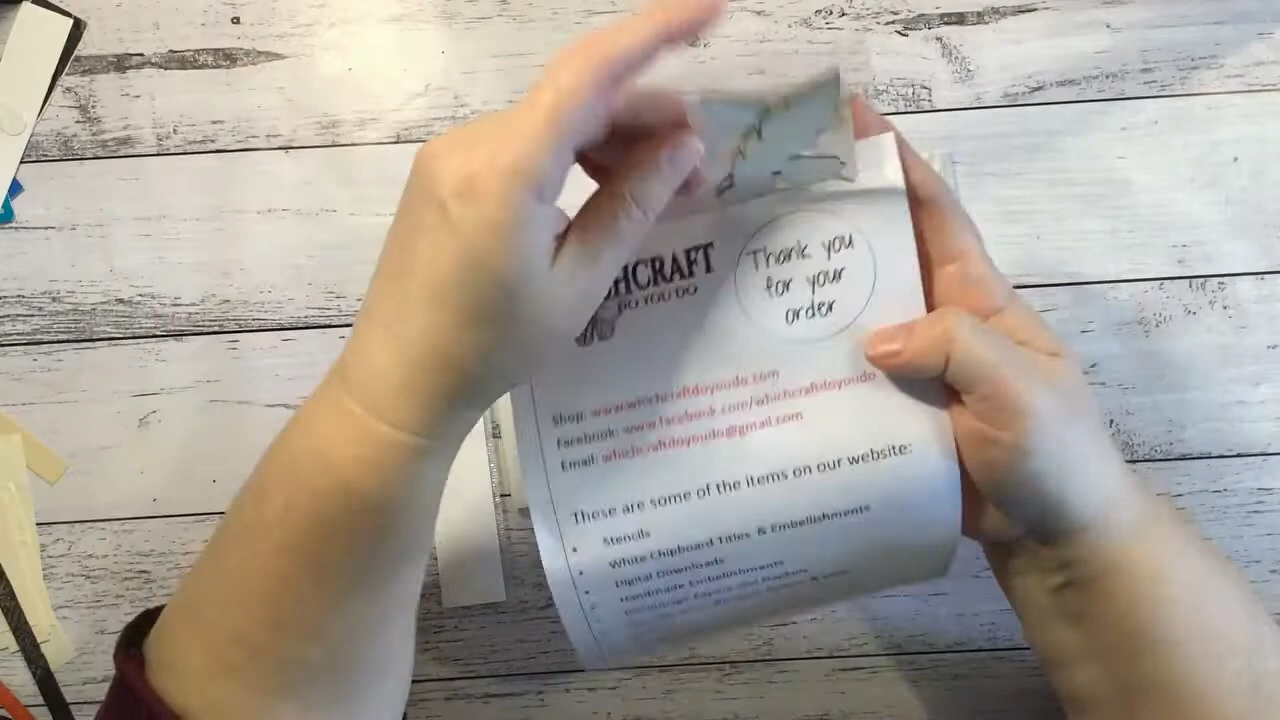 HCRAFT
DO YOU DO
Thank you
for your
order
Shop: www.whichcraftdoyoudo.com
Facebook: www.facebook.com/whichcraftdoyoudo
Email: whichcraftdoyoudo@gmail.com
These are some of the items on our website:
• Stencils
• White Chipboard Titles & Embellishments
• Digital Downloads
• Handmade Embellishments